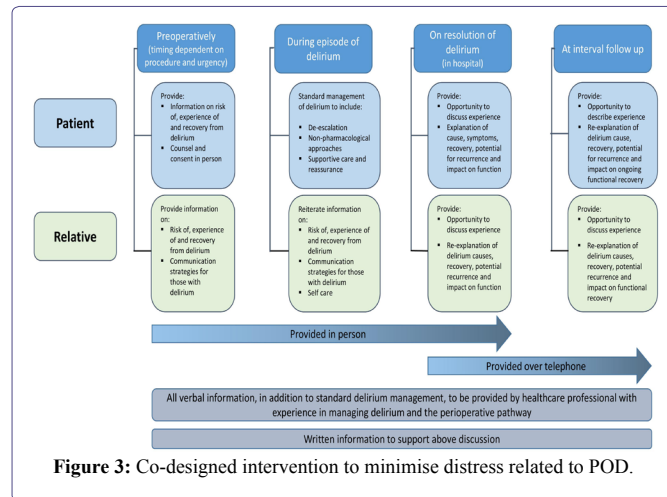 Preoperatively
(timing dependent on
procedure and urgency)
During episode of
delirium
On resolution of
delirium
(in hospital)
At interval follow up
Patient
Provide:
▪ Information on risk
of, experience of
and recovery from
delirium
▪ Counsel and
consent in person
Standard management
of delirium to include:
▪ De-escalation
▪ Non-pharmacological
approaches
▪ Supportive care and
reassurance
Provide:
▪ Opportunity to
discuss experience
▪ Explanation of
cause, symptoms,
recovery, potential
for recurrence and
impact on function
Provide:
▪ Opportunity to
describe experience
▪ Re-explanation of
delirium cause,
recovery, potential
for recurrence and
impact on ongoing
functional recovery
Relative
Provide information
on:
▪ Risk of, experience
of and recovery
from delirium
▪ Communication
strategies for
those with
delirium
Reiterate information
on:
▪ Risk of, experience
of and recovery from
delirium
▪ Communication
strategies for those
with delirium
▪ Self care
Provide:
▪ Opportunity to
discuss experience
▪ Re-explanation of
delirium causes,
recovery, potential
recurrence and
impact on function
Provide:
▪ Opportunity to
discuss experience
▪ Re-explanation of
delirium causes,
recovery, potential
recurrence and
impact on functional
recovery
Provided in person
Provided over telephone
All verbal information, in addition to standard delirium management, to be provided by healthcare professional with
experience in managing delirium and the perioperative pathway
Written information to support above discussion
Figure 3: Co-designed intervention to minimise distress related to POD.